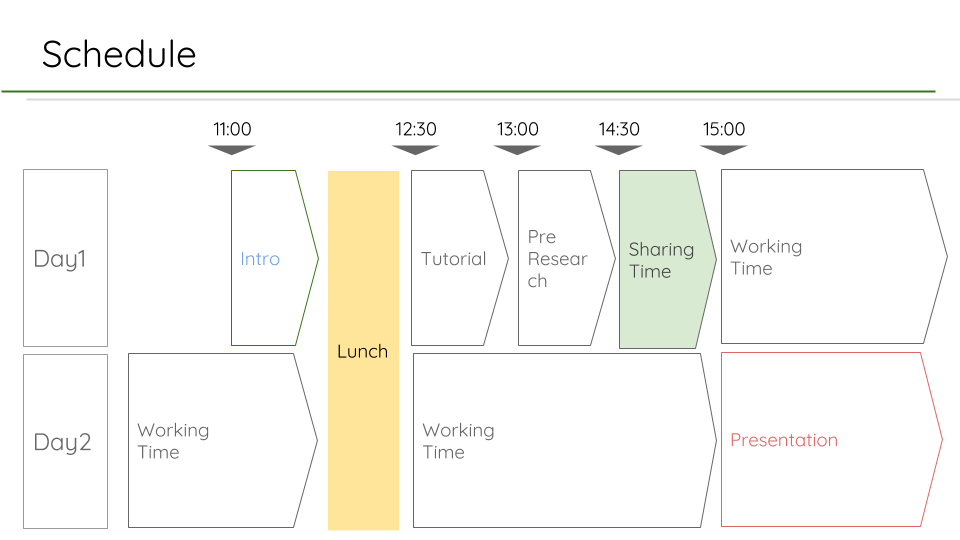 Schedule
11:00
12:30
13:00
14:30
15:00
Day1
Intro
Tutorial
Pre
Resear
ch
Sharing
Time
Working
Time
Lunch
Day2
Working
Time
Working
Time
Presentation